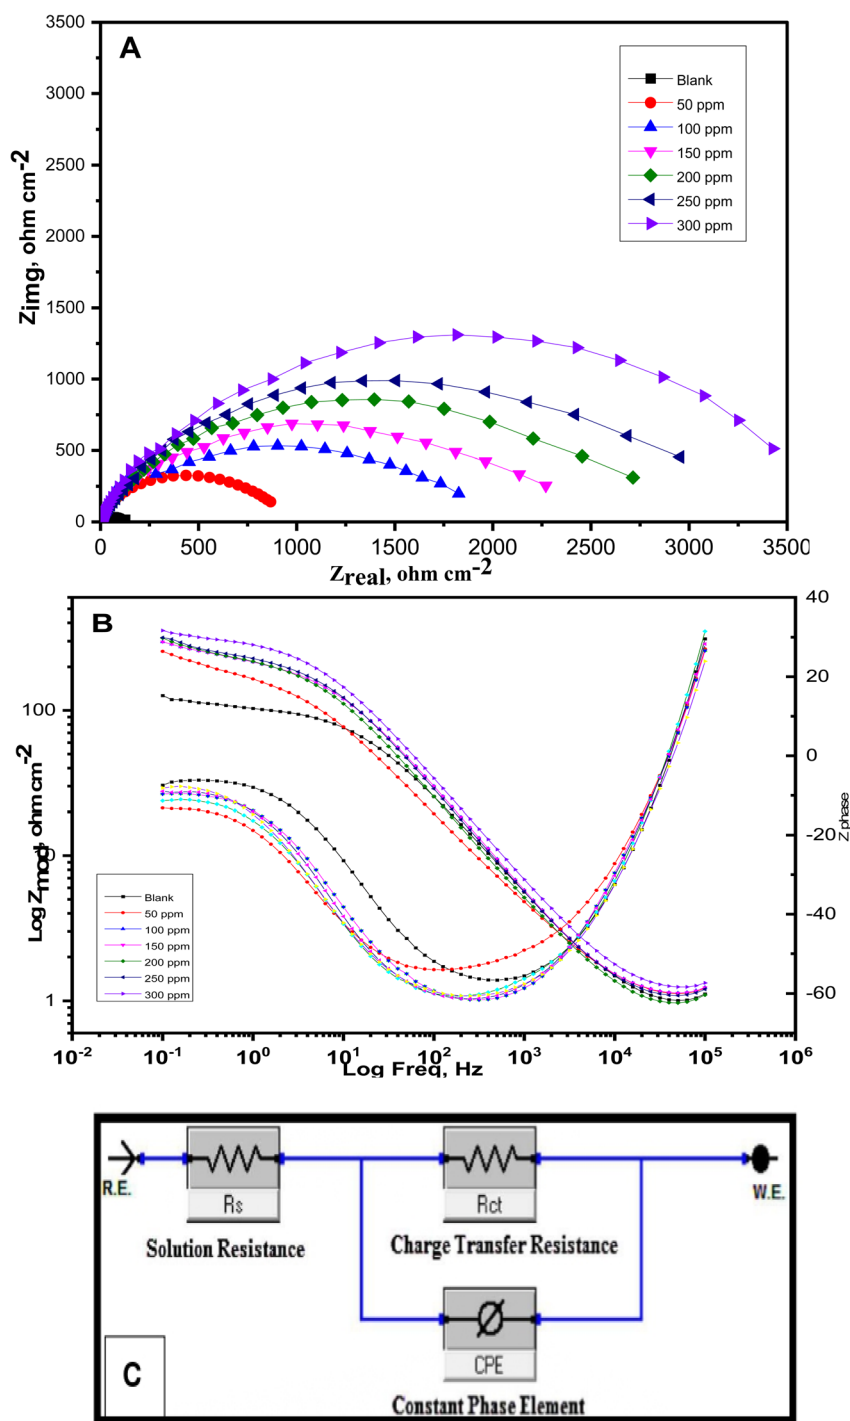 A
3500
3000
2500
2000
1500
1000
500
0
Zimg, ohm cm-2
Blank
50 ppm
100 ppm
150 ppm
200 ppm
250 ppm
300 ppm
0 500 1000 1500 2000 2500 3000 3500
Zreal, ohm cm-2
B
100
10
1
Log Zmod, ohm cm-2
40
20
0
-20
-40
-60
Z phase
Blank
50 ppm
100 ppm
150 ppm
200 ppm
250 ppm
300 ppm
10-2 10-1 100 101 102 103 104 105 106
Log Freq, Hz
R.E.
Rs
Solution Resistance
Rct
Charge Transfer Resistance
W.E.
CPE
Constant Phase Element
C